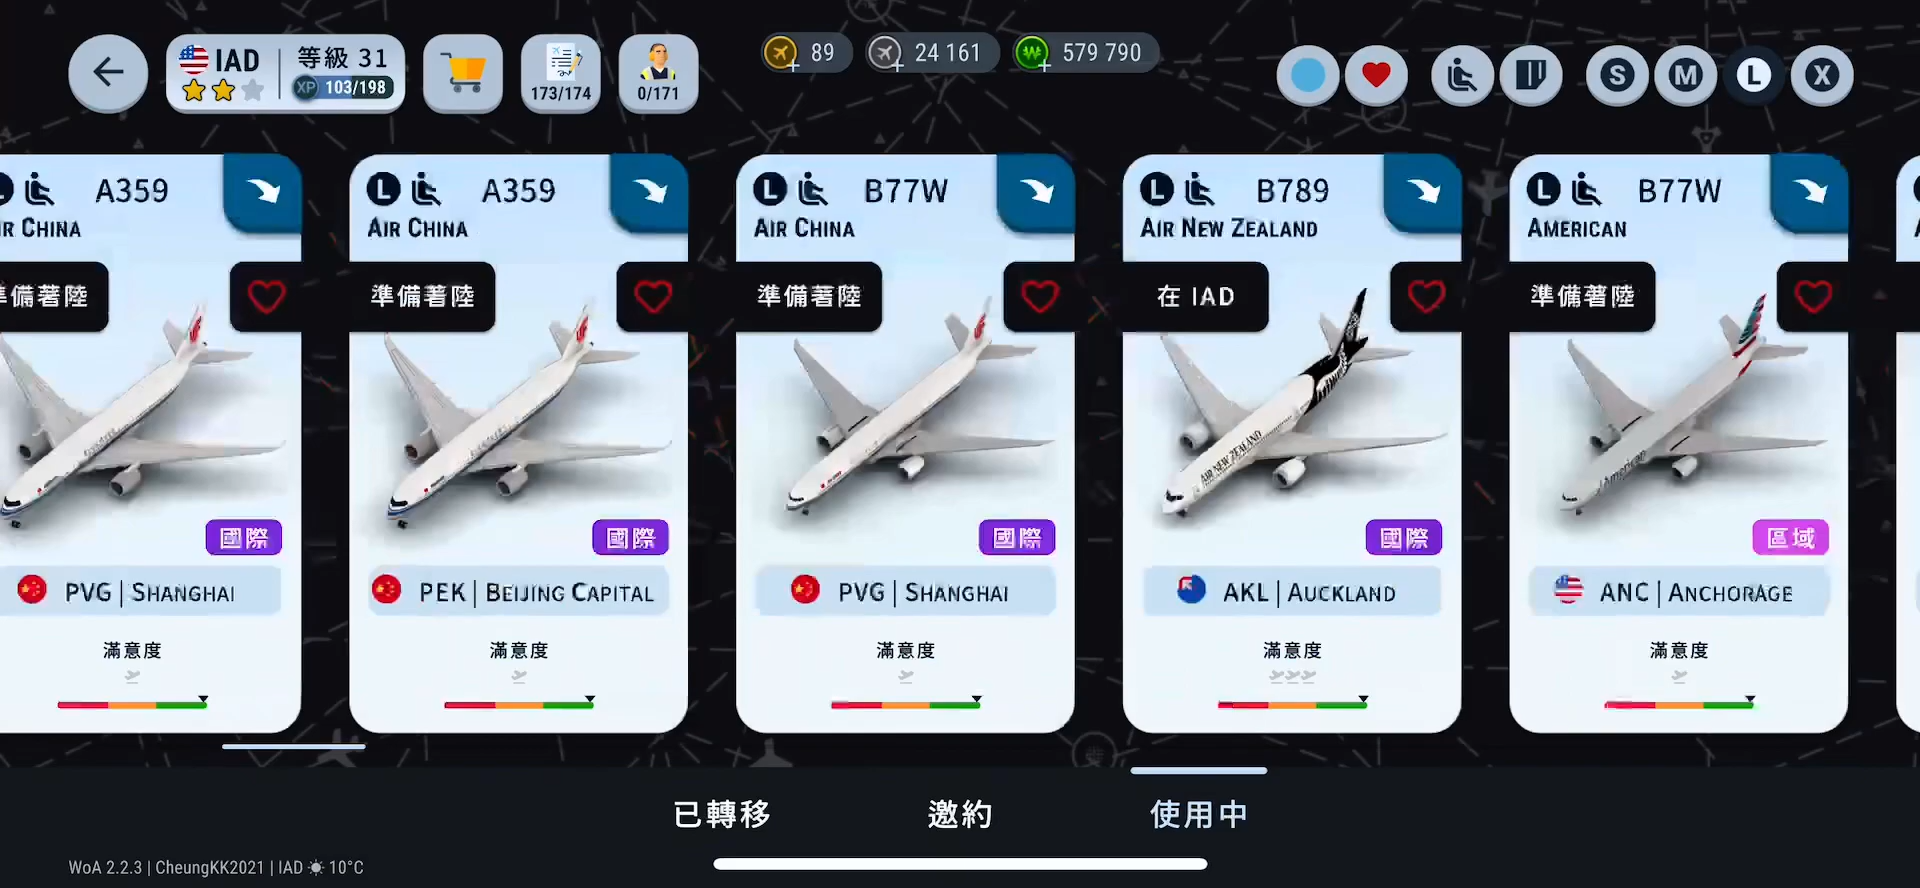 IAD
等級 31
XP 103/198
173/174
0/171
89
24 161
579 790
S
M
L
X
A359
R CHINA
準備著陸
國際
PVG | SHANGHAI
滿意度
L A359
AIR CHINA
準備著陸
國際
PEK | BEIJING CAPITAL
滿意度
L B77W
AIR CHINA
準備著陸
國際
PVG | SHANGHAI
滿意度
L B789
AIR NEW ZEALAND
在 IAD
AIR NEW ZEALAND
國際
AKL | AUCKLAND
滿意度
L B77W
AMERICAN
準備著陸
American
區域
ANC | ANCHORAGE
滿意度
已轉移
邀約
使用中
WoA 2.2.3 | CheungKK2021 | IAD ☀ 10°C